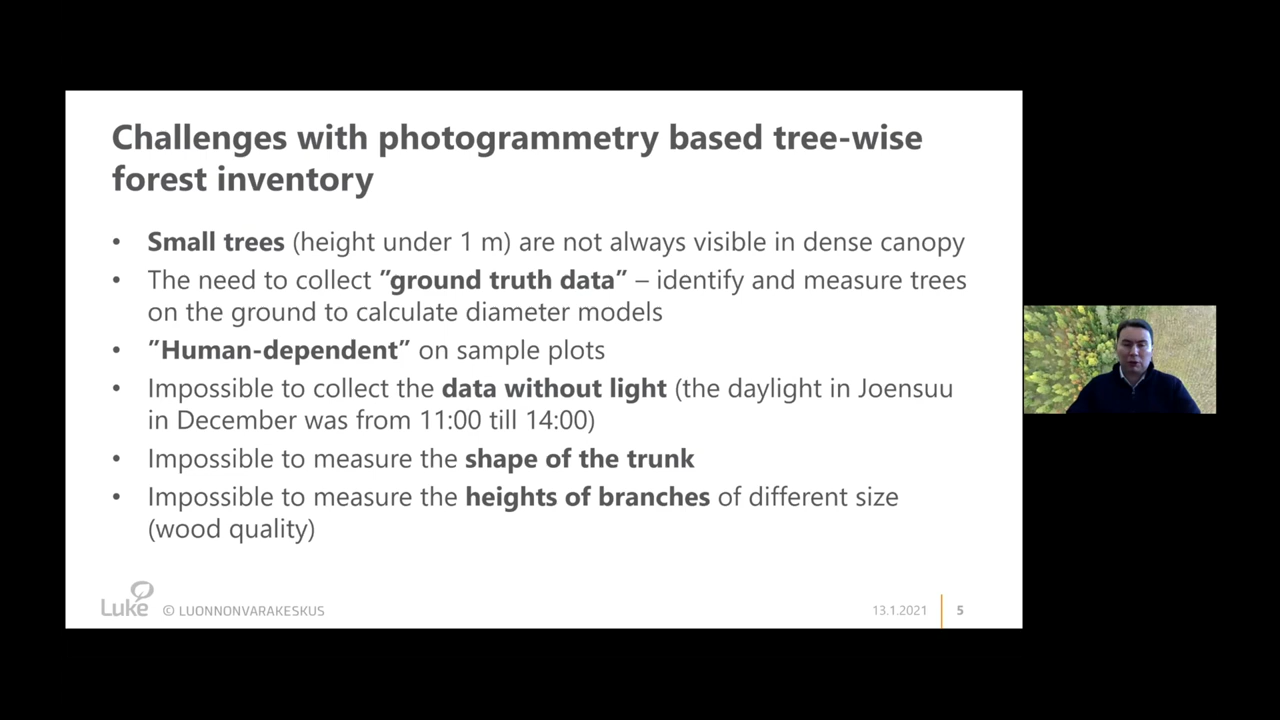 Challenges with photogrammetry based tree-wise
forest inventory
• Small trees (height under 1 m) are not always visible in dense canopy
• The need to collect ”ground truth data” – identify and measure trees
on the ground to calculate diameter models
• ”Human-dependent” on sample plots
• Impossible to collect the data without light (the daylight in Joensuu
in December was from 11:00 till 14:00)
• Impossible to measure the shape of the trunk
• Impossible to measure the heights of branches of different size
(wood quality)
Luke © LUONNONVARAKESKUS
13.1.2021 5